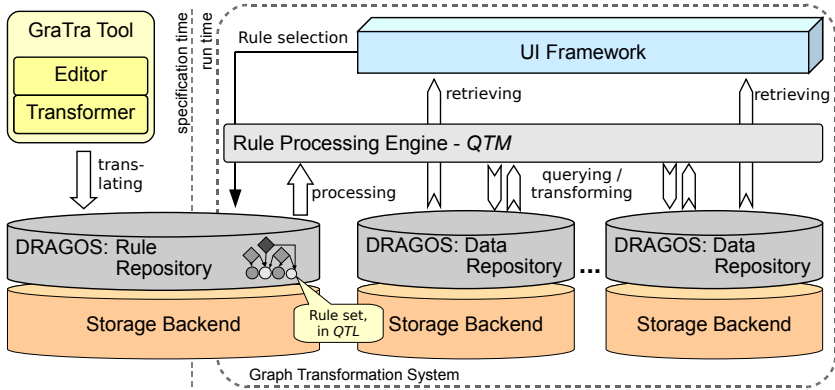 GraTra Tool
Editor
Transformer
specification time
run time
Rule selection
UI Framework
retrieving
retrieving
Rule Processing Engine - QTM
trans-
lating
processing
querying /
transforming
DRAGOS: Rule
Repository
DRAGOS: Data
Repository
...
DRAGOS: Data
Repository
Storage Backend
Rule set,
in QTL
Storage Backend
Storage Backend
Graph Transformation System